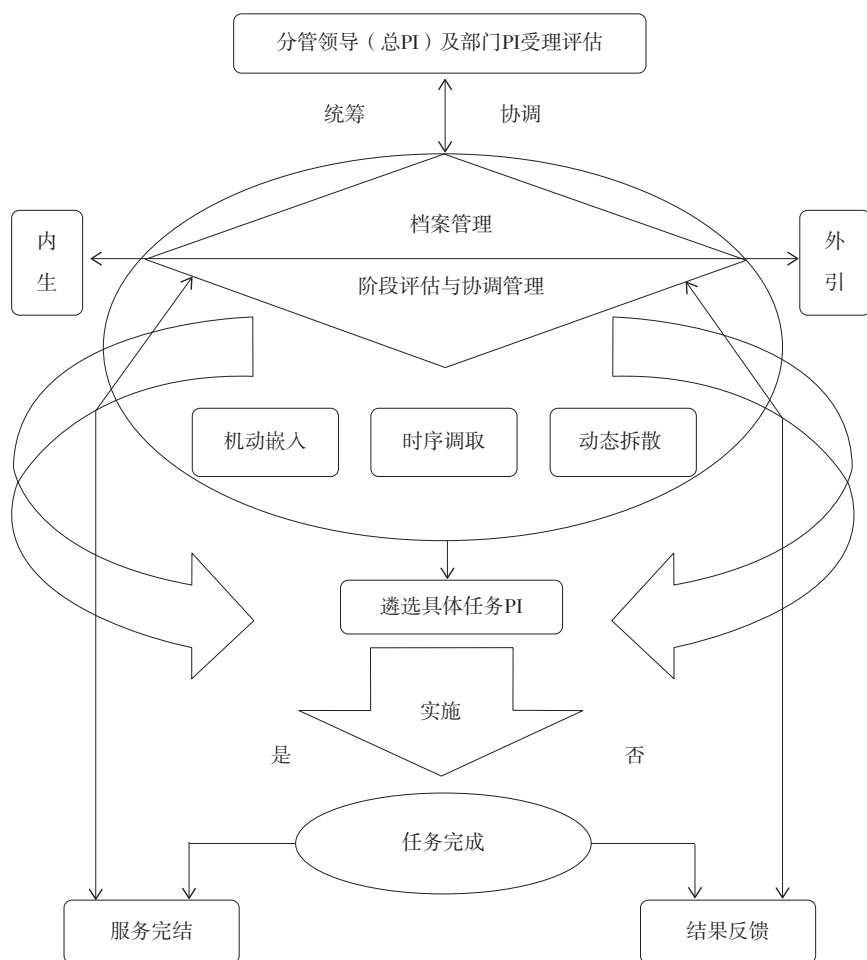 分管领导（总PI）及部门PI受理评估
统筹
协调
档案管理
内
生
外
引
阶段评估与协调管理
机动嵌入
时序调取
动态拆散
遴选具体任务PI
实施
是
否
任务完成
服务完结
结果反馈